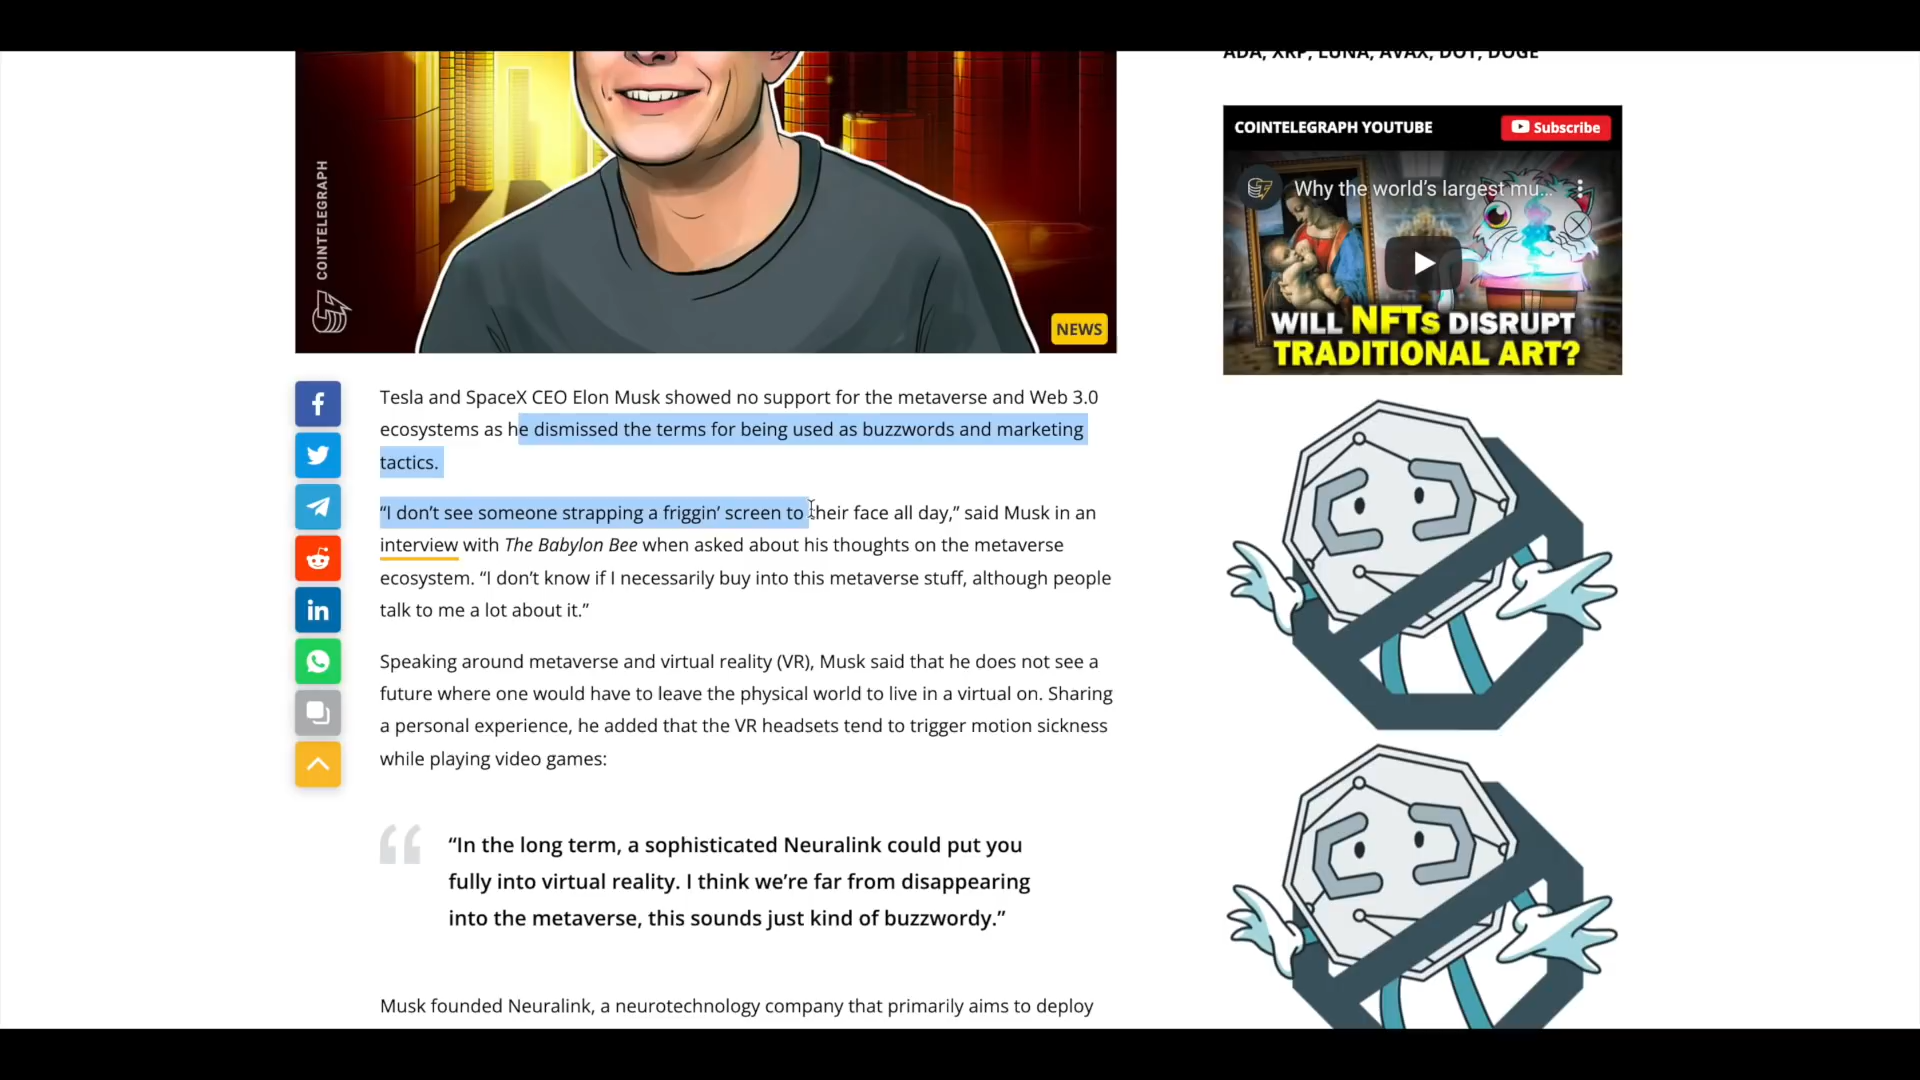 ADA, XRP, LUNA, AVAX, DOT, DOGE
COINTELEGRAPH
NEWS
Tesla and SpaceX CEO Elon Musk showed no support for the metaverse and Web 3.0
ecosystems as he dismissed the terms for being used as buzzwords and marketing
tactics.
“I don’t see someone strapping a friggin’ screen to their face all day,” said Musk in an
interview with The Babylon Bee when asked about his thoughts on the metaverse
ecosystem. “I don’t know if I necessarily buy into this metaverse stuff, although people
talk to me a lot about it.”
Speaking around metaverse and virtual reality (VR), Musk said that he does not see a
future where one would have to leave the physical world to live in a virtual on. Sharing
a personal experience, he added that the VR headsets tend to trigger motion sickness
while playing video games:
“In the long term, a sophisticated Neuralink could put you
fully into virtual reality. I think we’re far from disappearing
into the metaverse, this sounds just kind of buzzwordy.”
Musk founded Neuralink, a neurotechnology company that primarily aims to deploy
COINTELEGRAPH YOUTUBE
Subscribe
Why the world’s largest mu...
WILL NFTs DISRUPT
TRADITIONAL ART?